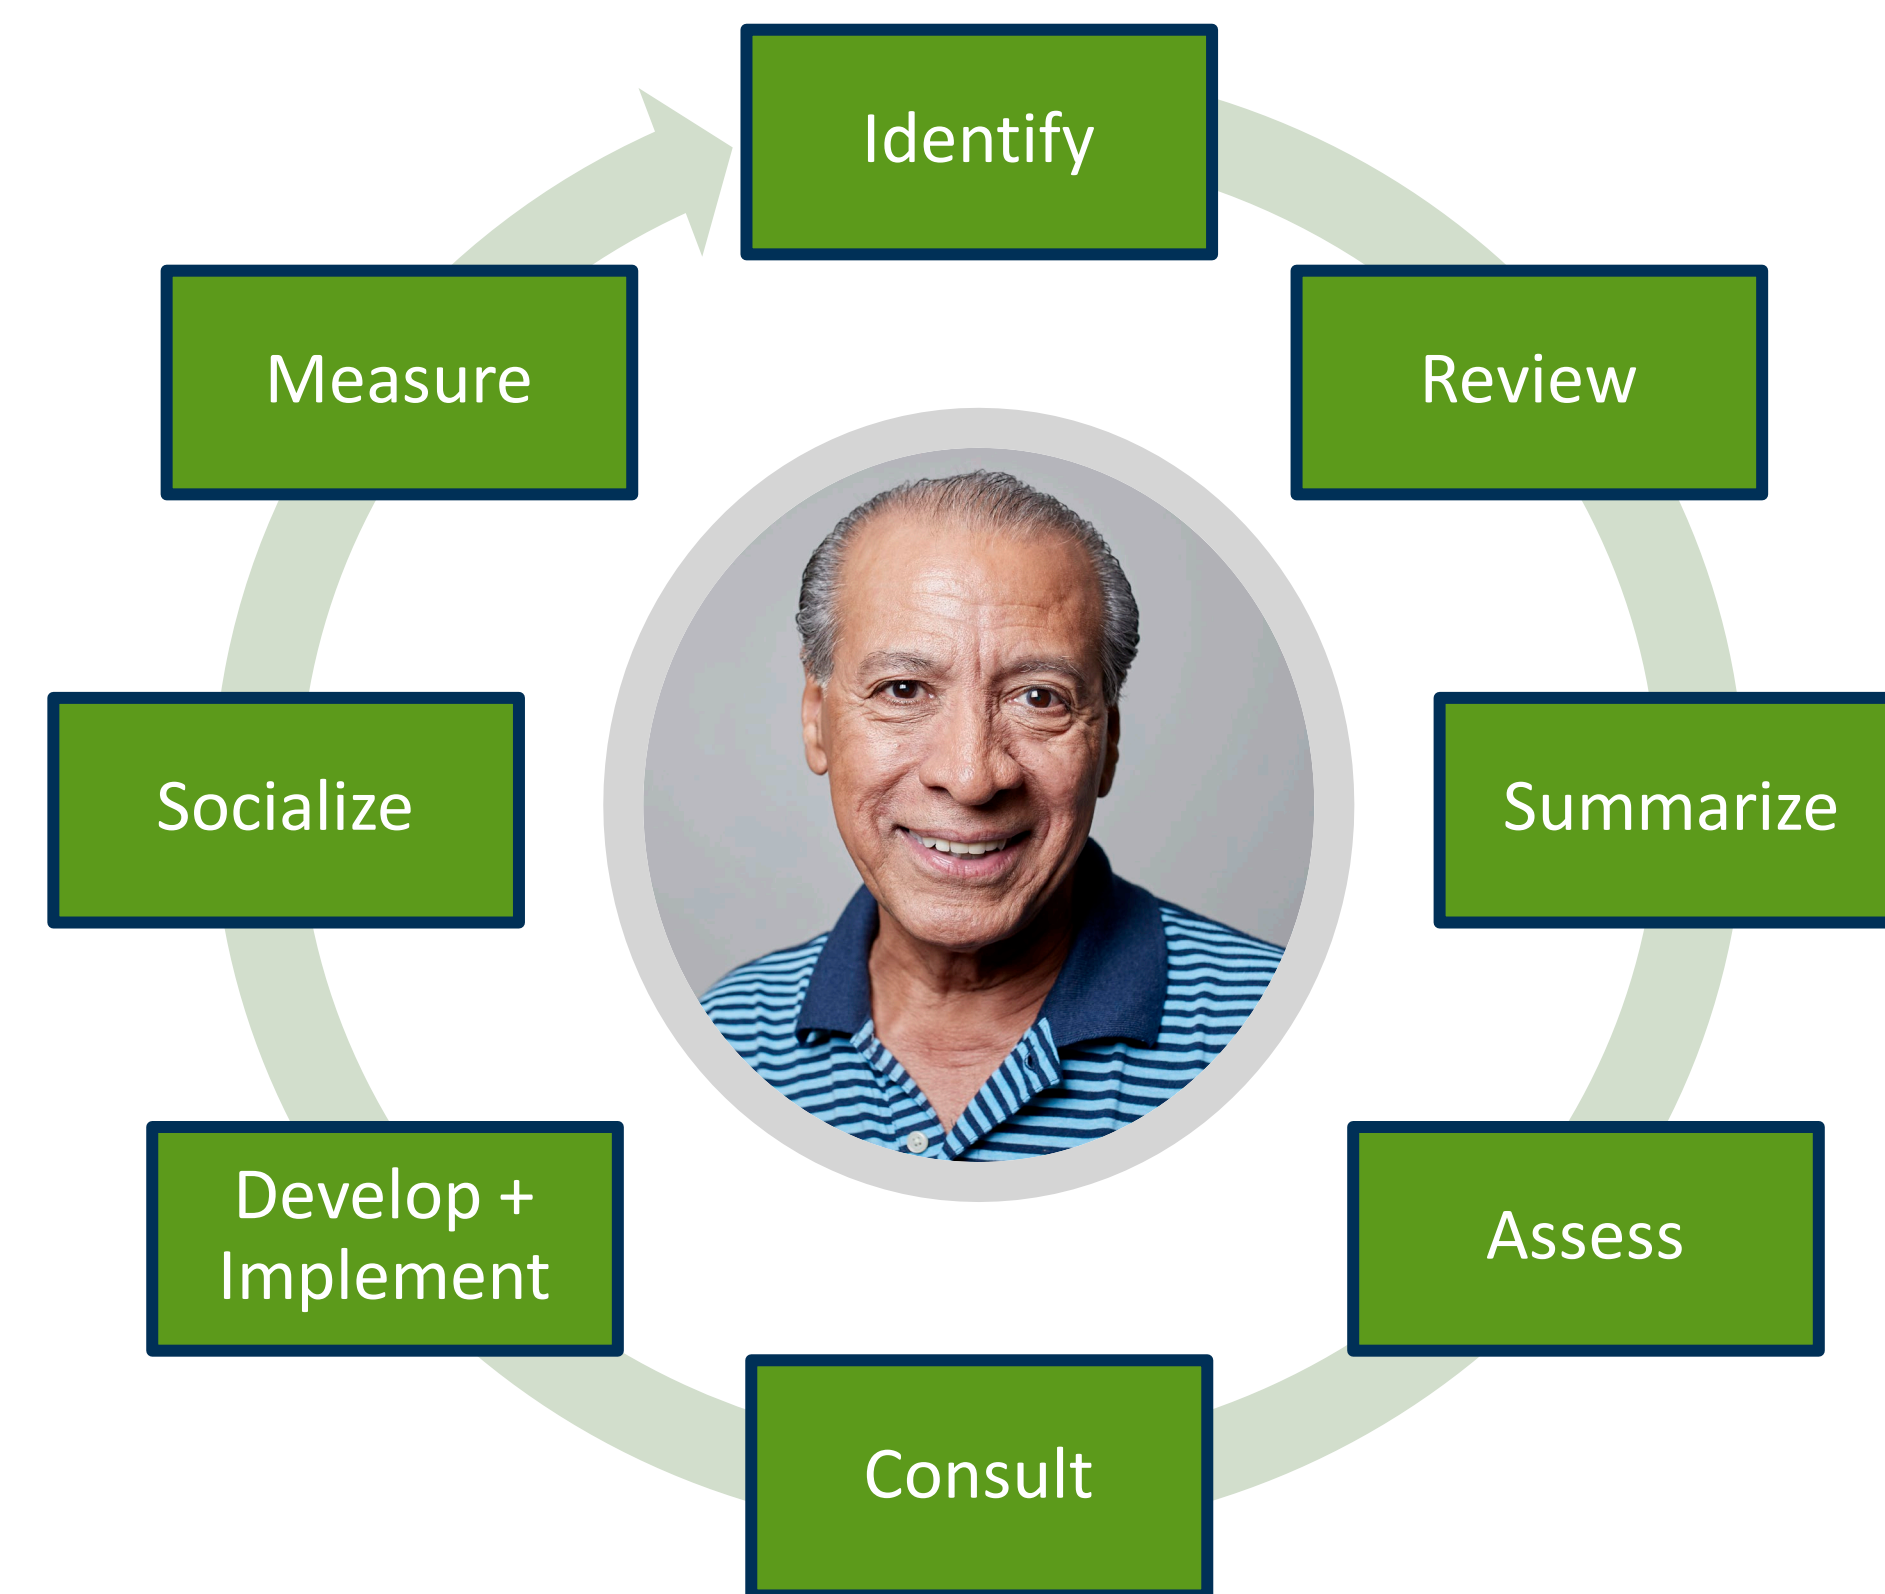 Identify
Review
Summarize
Assess
Consult
Develop +
Implement
Socialize
Measure